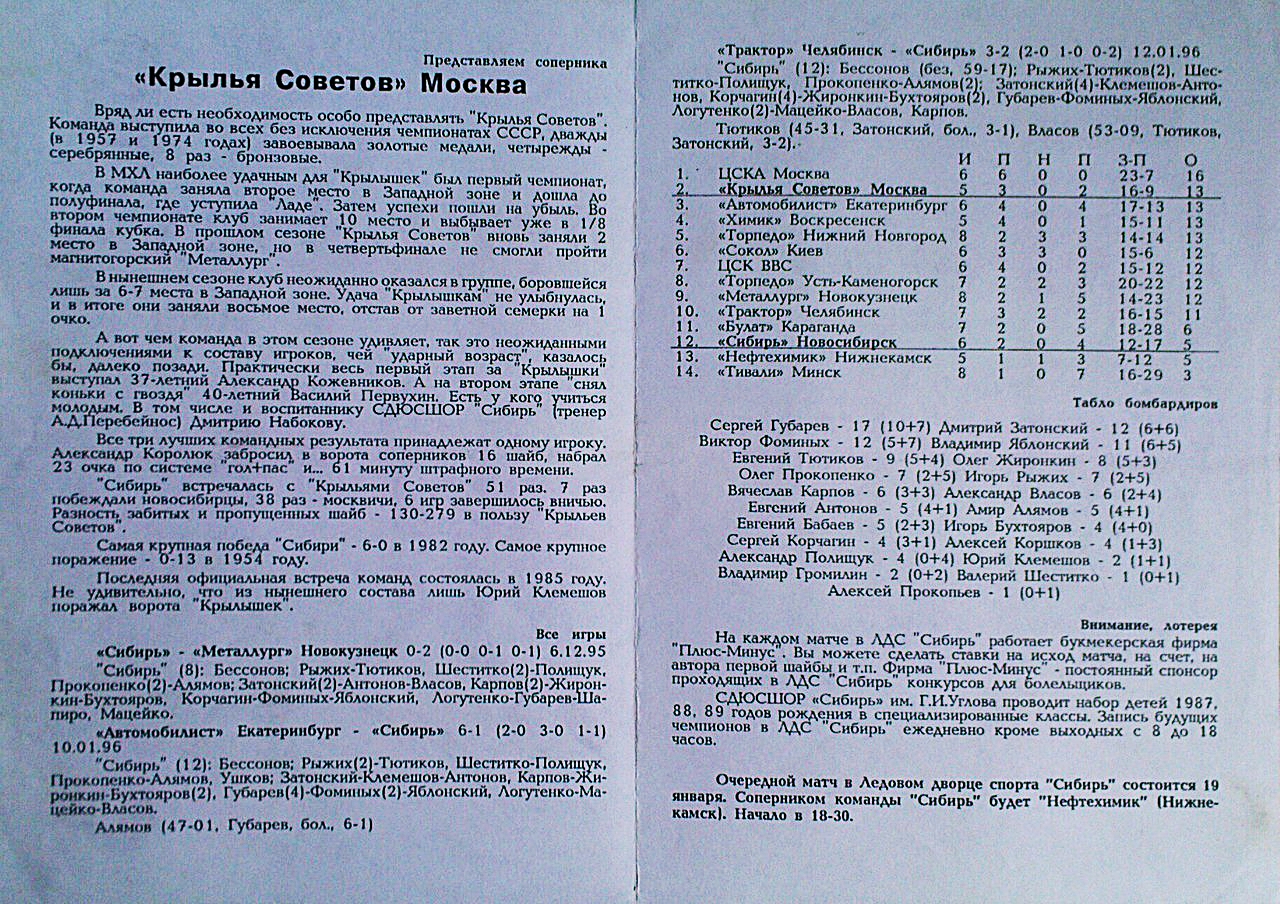 Представляем соперника
«Крылья Советов» Москва
Вряд ли есть необходимость особо представлять "Крылья Советов".
Команда выступила во всех без исключения чемпионатах СССР, дважды
(в 1957 и 1974 годах) завоевывала золотые медали, четырежды -
серебрянные, 8 раз - бронзовые.
В МХЛ наиболее удачным для "Крылышек" был первый чемпионат,
когда команда заняла второе место в Западной зоне и дошла до
полуфинала, где уступила "Ладе". Затем успехи пошли на убыль. Во
втором чемпионате клуб занимает 10 место и выбывает уже в 1/8
финала кубка. В прошлом сезоне "Крылья Советов" вновь заняли 2
место в Западной зоне, но в четвертьфинале не смогли пройти
магнитогорский "Металлург".
В нынешнем сезоне клуб неожиданно оказался в группе, боровшейся
лишь за 6-7 места в Западной зоне. Удача "Крылышкам" не улыбнулась,
и в итоге они заняли восьмое место, отстав от заветной семерки на 1
очко.
А вот чем команда в этом сезоне удивляет, так это неожиданными
подключениями к составу игроков, чей "ударный возраст", казалось
бы, далеко позади. Практически весь первый этап за "Крылышки"
выступал 37-летний Александр Кожевников. А на втором этапе "снял
коньки с гвоздя" 40-летний Василий Первухин. Есть у кого учиться
молодым. В том числе и воспитаннику СДЮСШОР "Сибирь" (тренер
А.Д.Перебейнос) Дмитрию Набокову.
Все три лучших командных результата принадлежат одному игроку.
Александр Королюк забросил в ворота соперников 16 шайб, набрал
23 очка по системе "гол+пас" и... 61 минуту штрафного времени.
"Сибирь" встречалась с "Крыльями Советов" 51 раз. 7 раз
побеждали новосибирцы, 38 раз - москвичи, 6 игр завершилось вничью.
Разность забитых и пропущенных шайб - 130-279 в пользу "Крыльев
Советов".
Самая крупная победа "Сибири" - 6-0 в 1982 году. Самое крупное
поражение - 0-13 в 1954 году.
Последняя официальная встреча команд состоялась в 1985 году.
Не удивительно, что из нынешнего состава лишь Юрий Клемешов
поражал ворота "Крылышек".
Все игры
«Сибирь» - «Металлург» Новокузнецк 0-2 (0-0 0-1 0-1) 6.12.95
"Сибирь" (8): Бессонов; Рыжих-Тютиков, Шеститко(2)-Полищук,
Прокопенко(2)-Алямов; Затонский(2)-Антонов-Власов, Карпов(2)-Жирон-
кин-Бухтояров, Корчагин-Фоминых-Яблонский, Логутенко-Губарев-Ша-
пиро, Мацейко.
«Автомобилист» Екатеринбург - «Сибирь» 6-1 (2-0 3-0 1-1)
10.01.96
"Сибирь" (12): Бессонов; Рыжих(2)-Тютиков, Шеститко-Полищук,
Прокопенко-Алямов, Ушков; Затонский-Клемешов-Антонов, Карпов-Жи-
ронкин-Бухтояров(2), Губарев(4)-Фоминых(2)-Яблонский, Логутенко-Ма-
цейко-Власов.
Алямов (47-01, Губарев, бол., 6-1)
«Трактор» Челябинск - «Сибирь» 3-2 (2-0 1-0 0-2) 12.01.96
"Сибирь" (12): Бессонов (без, 59-17); Рыжих-Тютиков(2), Шес-
титко-Полищук, Прокопенко-Алямов(2); Затонский(4)-Клемешов-Анто-
нов, Корчагин(4)-Жиронкин-Бухтояров(2), Губарев-Фоминых-Яблонский,
Логутенко(2)-Мацейко-Власов, Карпов.
Тютиков (45-31, Затонский, бол., 3-1), Власов (53-09, Тютиков,
Затонский, 3-2).
И П Н П З-П О
1. ЦСКА Москва 6 6 0 0 23-7 16
2. «Крылья Советов» Москва 5 3 0 2 16-9 13
3. «Автомобилист» Екатеринбург 6 4 0 4 17-13 13
4. «Химик» Воскресенск 5 4 0 1 15-11 13
5. «Торпедо» Нижний Новгород 8 2 3 3 14-14 13
6. «Сокол» Киев 6 3 3 0 15-6 12
7. ЦСК ВВС 6 4 0 2 15-12 12
8. «Торпедо» Усть-Каменогорск 7 2 2 3 20-22 12
9. «Металлург» Новокузнецк 8 2 1 5 14-23 12
10. «Трактор» Челябинск 7 3 2 2 16-15 11
11. «Булат» Караганда 7 2 0 5 18-28 6
12. «Сибирь» Новосибирск 6 2 0 4 12-17 5
13. «Нефтехимик» Нижнекамск 5 1 1 3 7-12 5
14. «Тивали» Минск 8 1 0 7 16-29 3
Табло бомбардиров
Сергей Губарев - 17 (10+7) Дмитрий Затонский - 12 (6+6)
Виктор Фоминых - 12 (5+7) Владимир Яблонский - 11 (6+5)
Евгений Тютиков - 9 (5+4) Олег Жиронкин - 8 (5+3)
Олег Прокопенко - 7 (2+5) Игорь Рыжих - 7 (2+5)
Вячеслав Карпов - 6 (3+3) Александр Власов - 6 (2+4)
Евгений Антонов - 5 (4+1) Амир Алямов - 5 (4+1)
Евгений Бабаев - 5 (2+3) Игорь Бухтояров - 4 (4+0)
Сергей Корчагин - 4 (3+1) Алексей Коршков - 4 (1+3)
Александр Полищук - 4 (0+4) Юрий Клемешов - 2 (1+1)
Владимир Громилин - 2 (0+2) Валерий Шеститко - 1 (0+1)
Алексей Прокопьев - 1 (0+1)
Внимание, лотерея
На каждом матче в ЛДС "Сибирь" работает букмекерская фирма
"Плюс-Минус". Вы можете сделать ставки на исход матча, на счет, на
автора первой шайбы и т.п. Фирма "Плюс-Минус" - постоянный спонсор
проходящих в ЛДС "Сибирь" конкурсов для болельщиков.
СДЮСШОР «Сибирь» им. Г.И.Углова проводит набор детей 1987,
88, 89 годов рождения в специализированные классы. Запись будущих
чемпионов в ЛДС "Сибирь" ежедневно кроме выходных с 8 до 18
часов.
Очередной матч в Ледовом дворце спорта "Сибирь" состоится 19
января. Соперником команды "Сибирь" будет "Нефтехимик" (Нижне-
камск). Начало в 18-30.